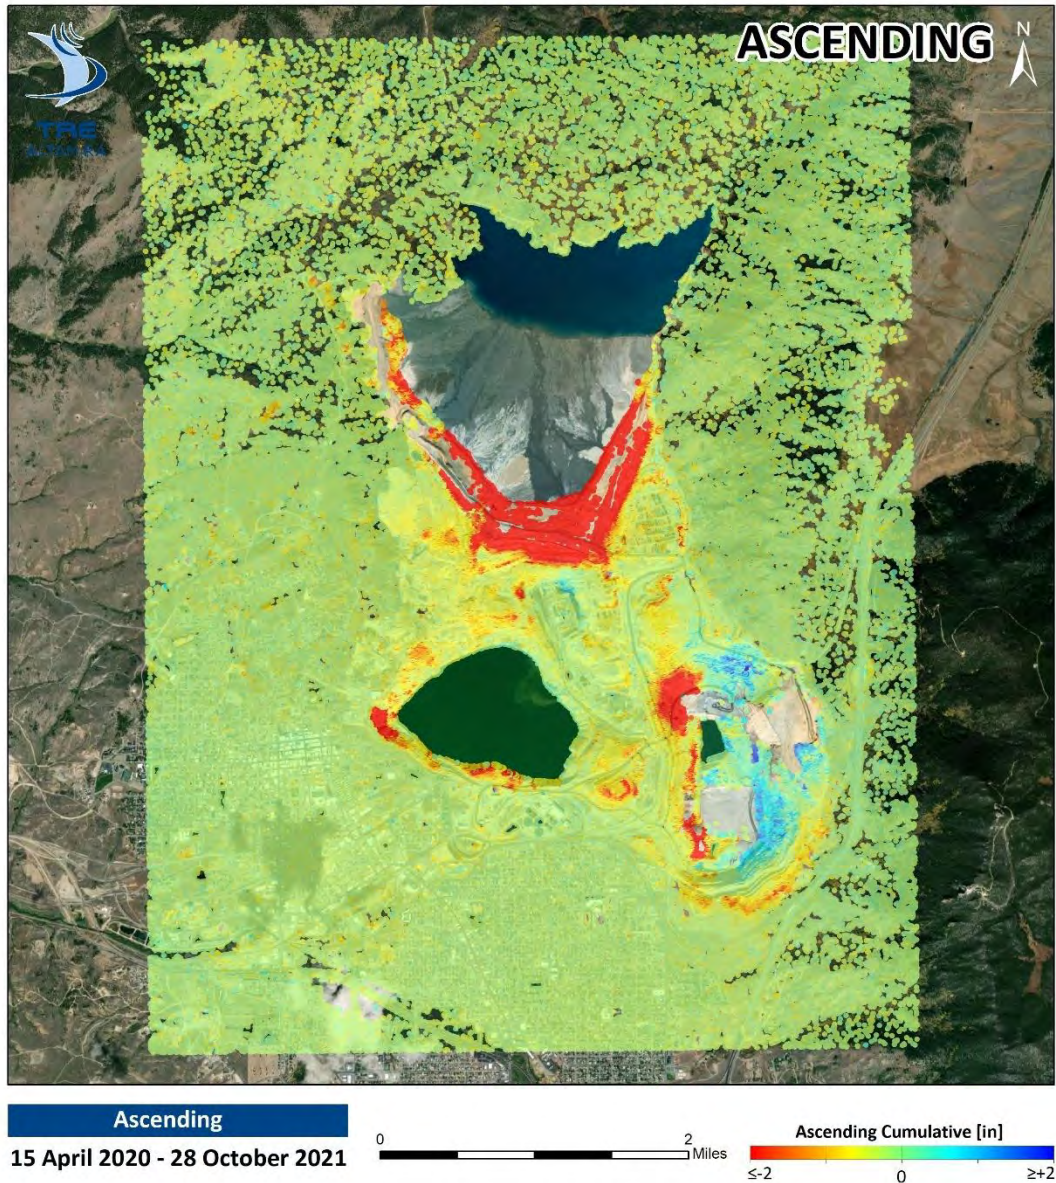 ASCENDING
N
TRE
Ascending
15 April 2020 - 28 October 2021
0
2
Miles
Ascending Cumulative [in]
≤-2
0
≥+2